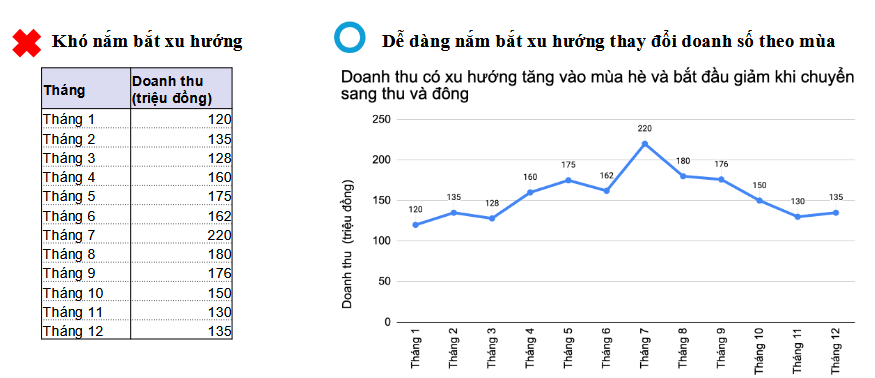 Khó nắm bắt xu hướng
Tháng Doanh thu (triệu đồng)
Tháng 1 120
Tháng 2 135
Tháng 3 128
Tháng 4 160
Tháng 5 175
Tháng 6 162
Tháng 7 220
Tháng 8 180
Tháng 9 176
Tháng 10 150
Tháng 11 130
Tháng 12 135
Dễ dàng nắm bắt xu hướng thay đổi doanh số theo mùa
Doanh thu có xu hướng tăng vào mùa hè và bắt đầu giảm khi chuyển
sang thu và đông
Doanh thu (triệu đồng)
250
200
150
100
50
0
120 135 128 160 175 162 220 180 176 150 130 135
Tháng 1 Tháng 2 Tháng 3 Tháng 4 Tháng 5 Tháng 6 Tháng 7 Tháng 8 Tháng 9 Tháng 10 Tháng 11 Tháng 12